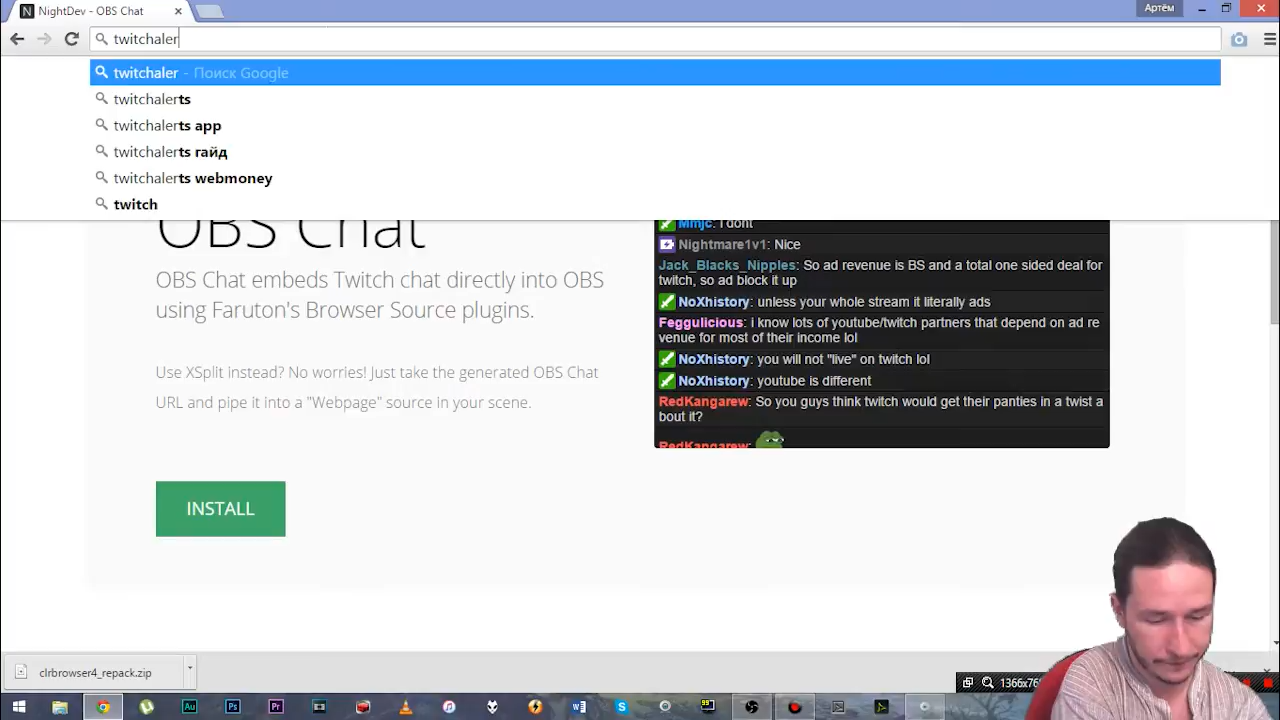 NightDev - OBS Chat
Артём
twitchaler
twitchaler - Поиск Google
twitchalerts
twitchalerts app
twitchalerts гайд
twitchalerts webmoney
twitch
OBS Chat
OBS Chat embeds Twitch chat directly into OBS
using Faruton's Browser Source plugins.
Use XSplit instead? No worries! Just take the generated OBS Chat
URL and pipe it into a "Webpage" source in your scene.
INSTALL
Mmjc: I dont
Nightmare1v1: Nice
Jack_Blacks_Nipples: So ad revenue is BS and a total one sided deal for
twitch, so ad block it up
NoXhistory: unless your whole stream it literally ads
Feggulicious: i know lots of youtube/twitch partners that depend on ad re
venue for most of their income lol
NoXhistory: you will not "live" on twitch lol
NoXhistory: youtube is different
RedKangarew: So you guys think twitch would get their panties in a twist a
bout it?
RedKangarew:
clrbrowser4_repack.zip
Au
Ps
Pr